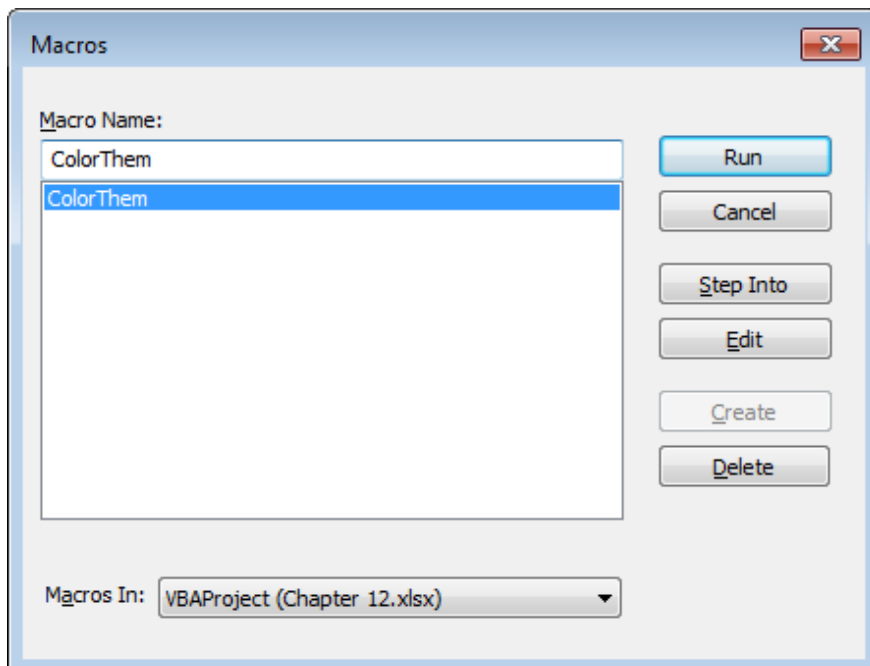 Macros
Macro Name:
ColorThem
ColorThem
Run
Cancel
Step Into
Edit
Create
Delete
Macros In:
VBAProject (Chapter 12.xlsx)